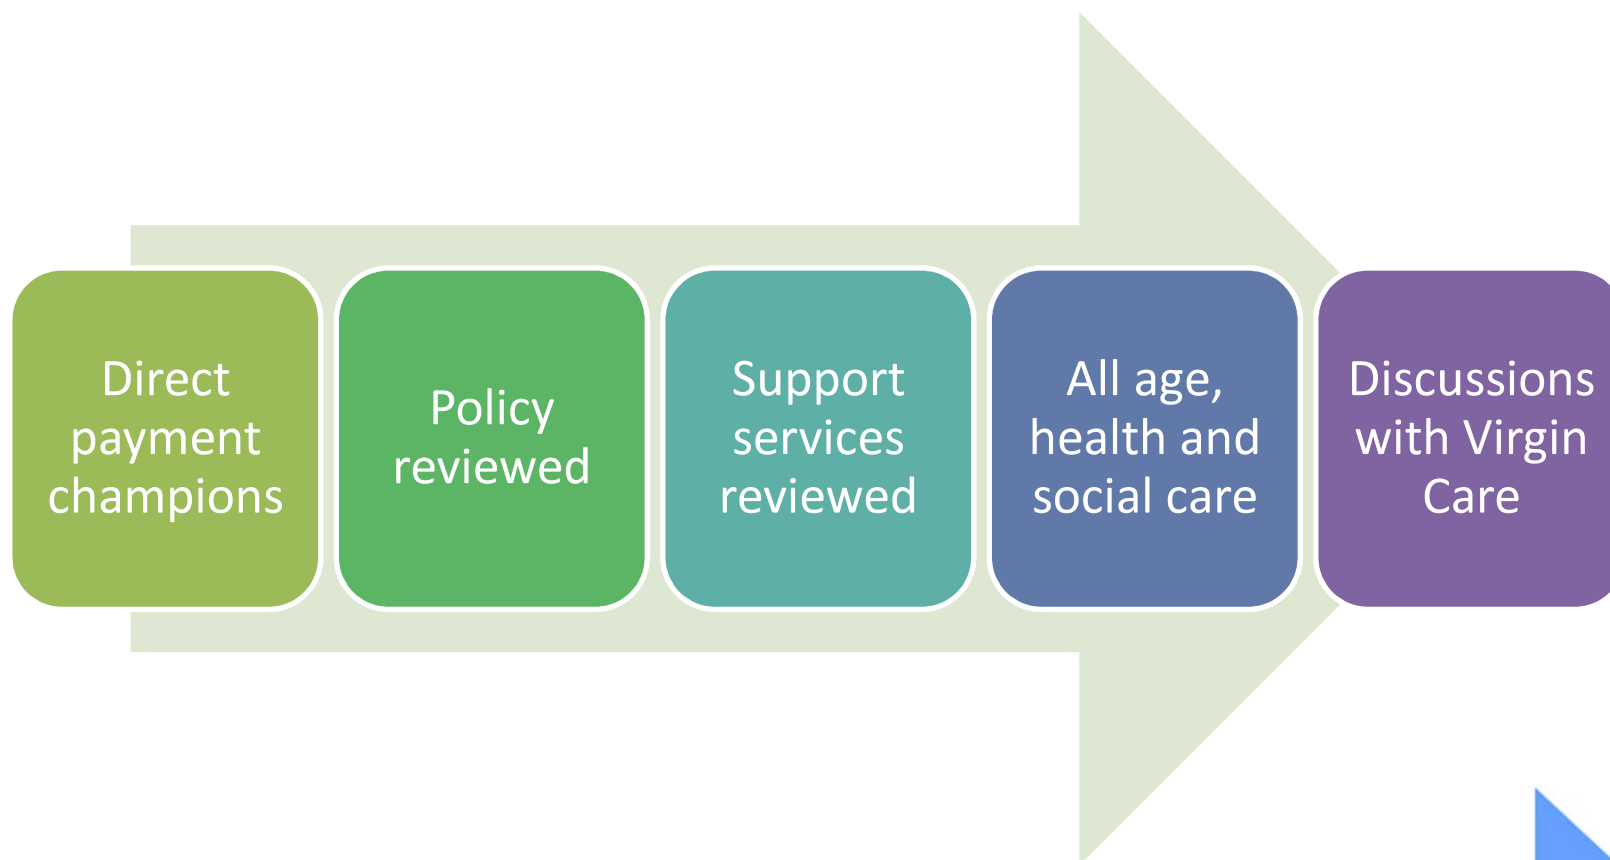 Direct
payment
champions
Policy
reviewed
Support
services
reviewed
All age,
health and
social care
Discussions
with Virgin
Care